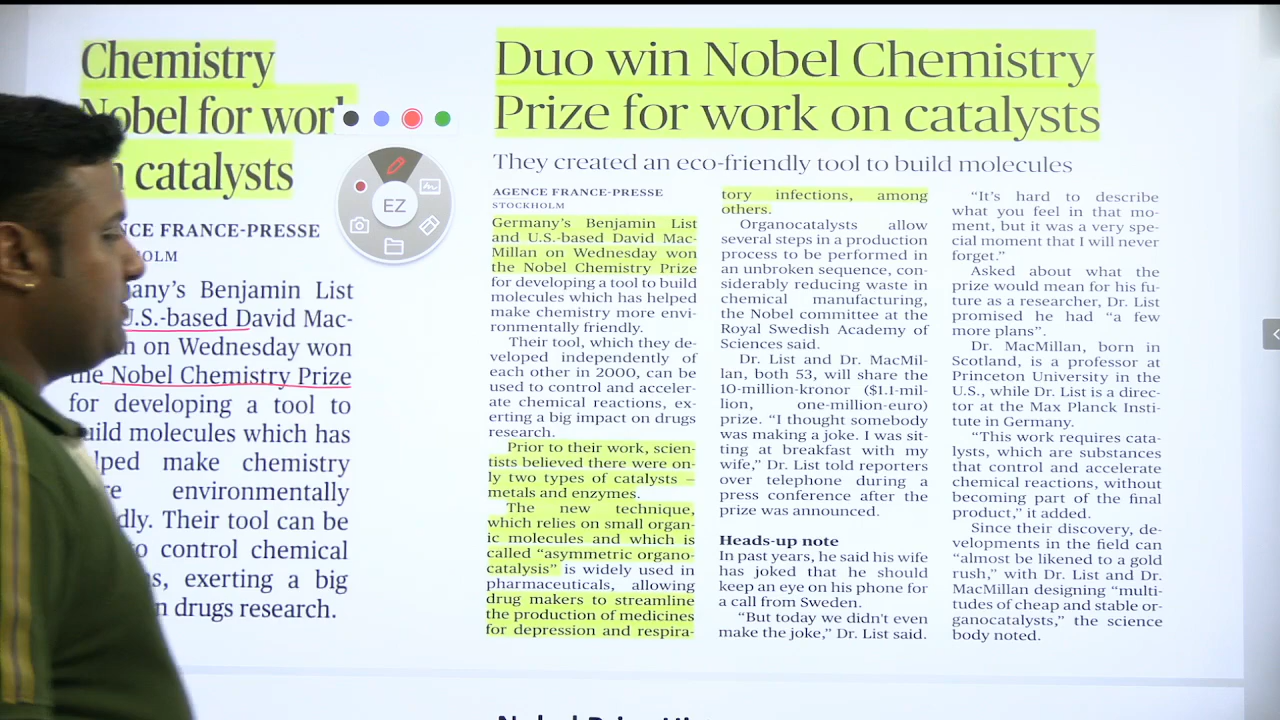 Chemistry
Nobel for work
catalysts
NCE FRANCE-PRESSE
OLM
any's Benjamin List
U.S.-based David Mac-
n on Wednesday won
the Nobel Chemistry Prize
for developing a tool to
build molecules which has
lped make chemistry
environmentally
dly. Their tool can be
control chemical
s, exerting a big
n drugs research.
EZ
Duo win Nobel Chemistry
Prize for work on catalysts
They created an eco-friendly tool to build molecules
AGENCE FRANCE-PRESSE
STOCKHOLM
Germany's Benjamin List
and U.S.-based David Mac-
Millan on Wednesday won
the Nobel Chemistry Prize
for developing a tool to build
molecules which has helped
make chemistry more envi-
ronmentally friendly.
Their tool, which they de-
veloped independently of
each other in 2000, can be
used to control and acceler-
ate chemical reactions, ex-
erting a big impact on drugs
research.
Prior to their work, scien-
tists believed there were on-
ly two types of catalysts –
metals and enzymes.
The new technique,
which relies on small organ-
ic molecules and which is
called "asymmetric organo-
catalysis" is widely used in
pharmaceuticals, allowing
drug makers to streamline
the production of medicines
for depression and respira-
tory infections, among
others.
Organocatalysts allow
several steps in a production
process to be performed in
an unbroken sequence, con-
siderably reducing waste in
chemical manufacturing,
the Nobel committee at the
Royal Swedish Academy of
Sciences said.
Dr. List and Dr. MacMil-
lan, both 53, will share the
10-million-kronor ($1.1-mil-
lion, one-million-euro)
prize. "I thought somebody
was making a joke. I was sit-
ting at breakfast with my
wife," Dr. List told reporters
over telephone during a
press conference after the
prize was announced.
Heads-up note
In past years, he said his wife
has joked that he should
keep an eye on his phone for
a call from Sweden.
"But today we didn't even
make the joke," Dr. List said.
"It's hard to describe
what you feel in that mo-
ment, but it was a very spe-
cial moment that I will never
forget."
Asked about what the
prize would mean for his fu-
ture as a researcher, Dr. List
promised he had "a few
more plans".
Dr. MacMillan, born in
Scotland, is a professor at
Princeton University in the
U.S., while Dr. List is a direc-
tor at the Max Planck Insti-
tute in Germany.
"This work requires cata-
lysts, which are substances
that control and accelerate
chemical reactions, without
becoming part of the final
product," it added.
Since their discovery, de-
velopments in the field can
"almost be likened to a gold
rush," with Dr. List and Dr.
MacMillan designing "multi-
tudes of cheap and stable or-
ganocatalysts," the science
body noted.